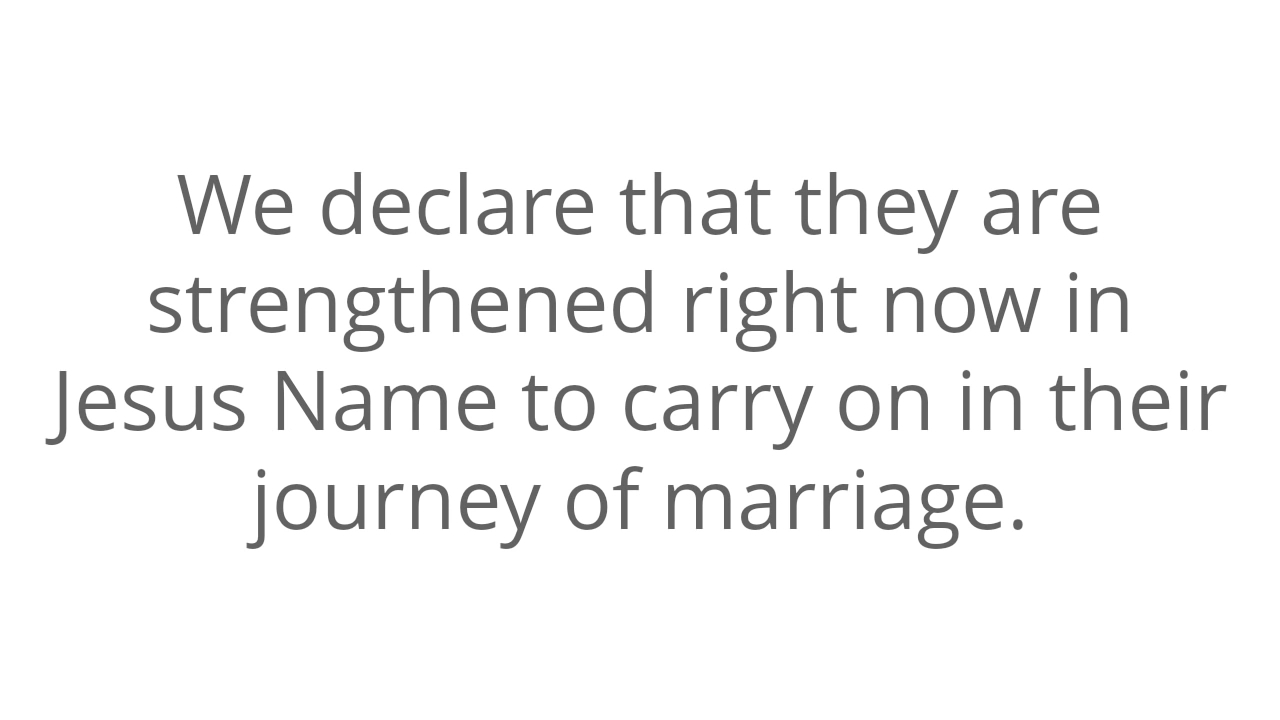 We declare that they are
strengthened right now in
Jesus Name to carry on in their
journey of marriage.